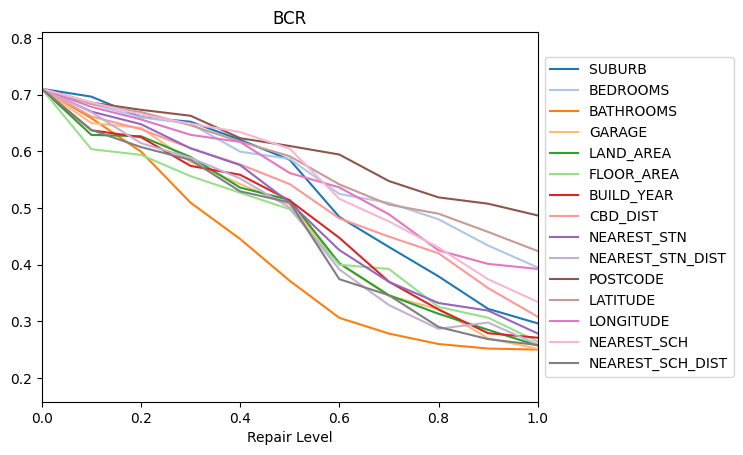 BCR
0.8
0.7
0.6
0.5
0.4
0.3
0.2
0.0 0.2 0.4 0.6 0.8 1.0
Repair Level
SUBURB
BEDROOMS
BATHROOMS
GARAGE
LAND_AREA
FLOOR_AREA
BUILD_YEAR
CBD_DIST
NEAREST_STN
NEAREST_STN_DIST
POSTCODE
LATITUDE
LONGITUDE
NEAREST_SCH
NEAREST_SCH_DIST